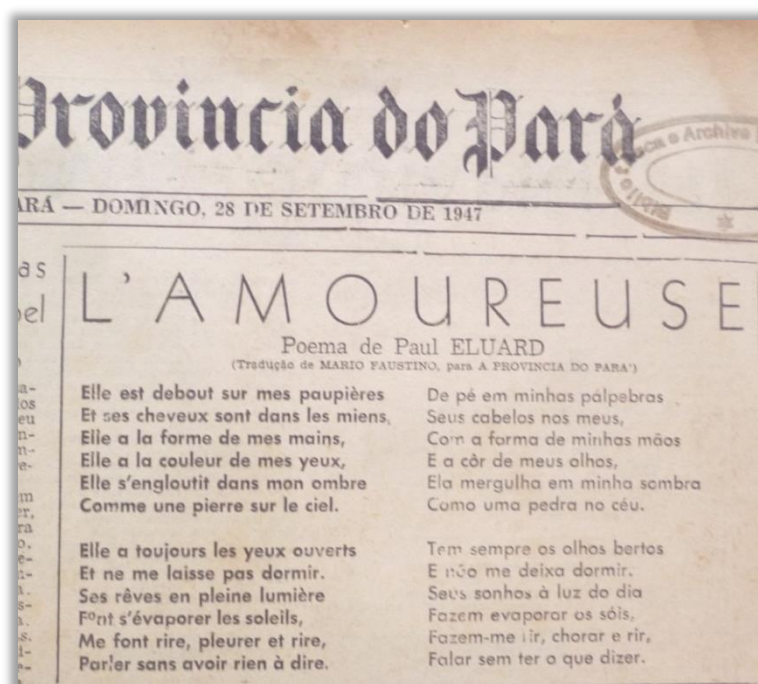 Provincia do Pará
ARÁ — DOMINGO, 28 DE SETEMBRO DE 1947
L'AMOUREUSE
Poema de Paul ELUARD
(Tradução de MARIO FAUSTINO, para A PROVINCIA DO PARA')
Elle est debout sur mes paupières
Et ses cheveux sont dans les miens,
Elle a la forme de mes mains,
Elle a la couleur de mes yeux,
Elle s'engloutit dans mon ombre
Comme une pierre sur le ciel.
Elle a toujours les yeux ouverts
Et ne me laisse pas dormir.
Ses rêves en pleine lumière
Font s'évaporer les soleils,
Me font rire, pleurer et rire,
Parler sans avoir rien à dire.
De pé em minhas pálpebras
Seus cabelos nos meus,
Com a forma de minhas mãos
E a côr de meus olhos,
Ela mergulha em minha sombra
Como uma pedra no céu.
Tem sempre os olhos bertos
E não me deixa dormir.
Seus sonhos à luz do dia
Fazem evaporar os sóis,
Fazem-me rir, chorar e rir,
Falar sem ter o que dizer.